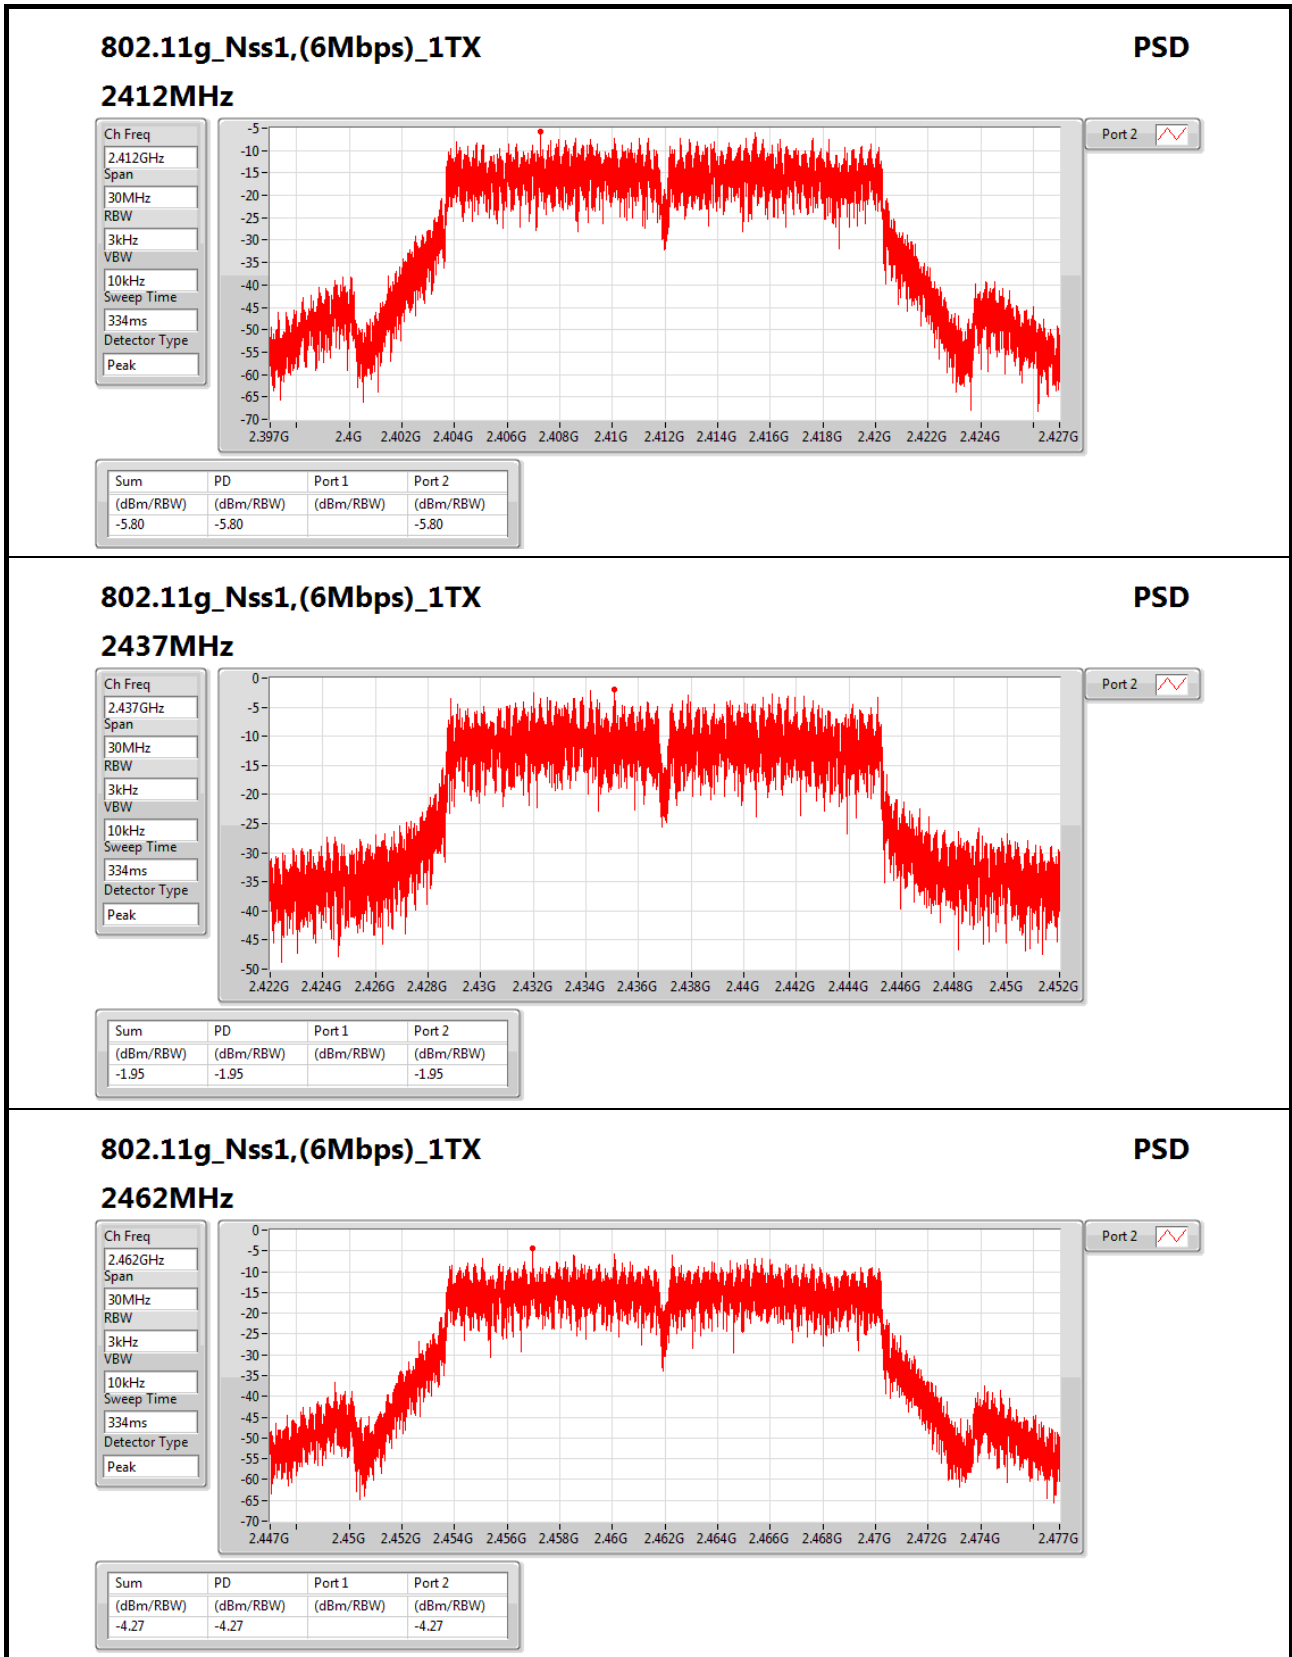 802.11g_Nss1,(6Mbps)_1TX PSD
2412MHz
Ch Freq
2.412GHz
Span
30MHz
RBW
3kHz
VBW
10kHz
Sweep Time
334ms
Detector Type
Peak
-5
-10
-15
-20
-25
-30
-35
-40
-45
-50
-55
-60
-65
-70
2.397G 2.4G 2.402G 2.404G 2.406G 2.408G 2.41G 2.412G 2.414G 2.416G 2.418G 2.42G 2.422G 2.424G 2.427G
Port 2
Sum PD Port 1 Port 2
(dBm/RBW) (dBm/RBW) (dBm/RBW) (dBm/RBW)
-5.80 -5.80 -5.80
802.11g_Nss1,(6Mbps)_1TX PSD
2437MHz
Ch Freq
2.437GHz
Span
30MHz
RBW
3kHz
VBW
10kHz
Sweep Time
334ms
Detector Type
Peak
0
-5
-10
-15
-20
-25
-30
-35
-40
-45
-50
2.422G 2.424G 2.426G 2.428G 2.43G 2.432G 2.434G 2.436G 2.438G 2.44G 2.442G 2.444G 2.446G 2.448G 2.45G 2.452G
Port 2
Sum PD Port 1 Port 2
(dBm/RBW) (dBm/RBW) (dBm/RBW) (dBm/RBW)
-1.95 -1.95 -1.95
802.11g_Nss1,(6Mbps)_1TX PSD
2462MHz
Ch Freq
2.462GHz
Span
30MHz
RBW
3kHz
VBW
10kHz
Sweep Time
334ms
Detector Type
Peak
0
-5
-10
-15
-20
-25
-30
-35
-40
-45
-50
-55
-60
-65
-70
2.447G 2.45G 2.452G 2.454G 2.456G 2.458G 2.46G 2.462G 2.464G 2.466G 2.468G 2.47G 2.472G 2.474G 2.477G
Port 2
Sum PD Port 1 Port 2
(dBm/RBW) (dBm/RBW) (dBm/RBW) (dBm/RBW)
-4.27 -4.27 -4.27